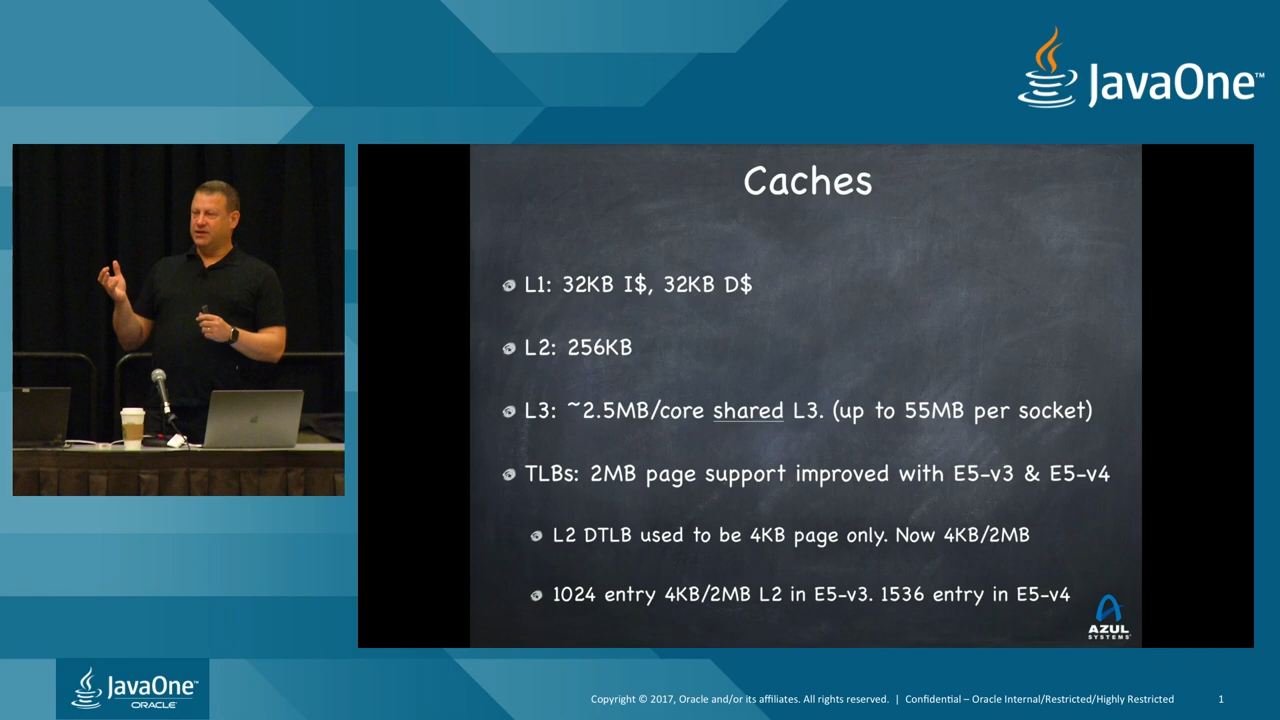 JavaOne™
Caches
L1: 32KB I$, 32KB D$
L2: 256KB
L3: ~2.5MB/core shared L3. (up to 55MB per socket)
TLBs: 2MB page support improved with E5-v3 & E5-v4
L2 DTLB used to be 4KB page only. Now 4KB/2MB
1024 entry 4KB/2MB L2 in E5-v3. 1536 entry in E5-v4
AZUL
SYSTEMS
JavaOne™
ORACLE
Copyright © 2017, Oracle and/or its affiliates. All rights reserved. | Confidential – Oracle Internal/Restricted/Highly Restricted 1